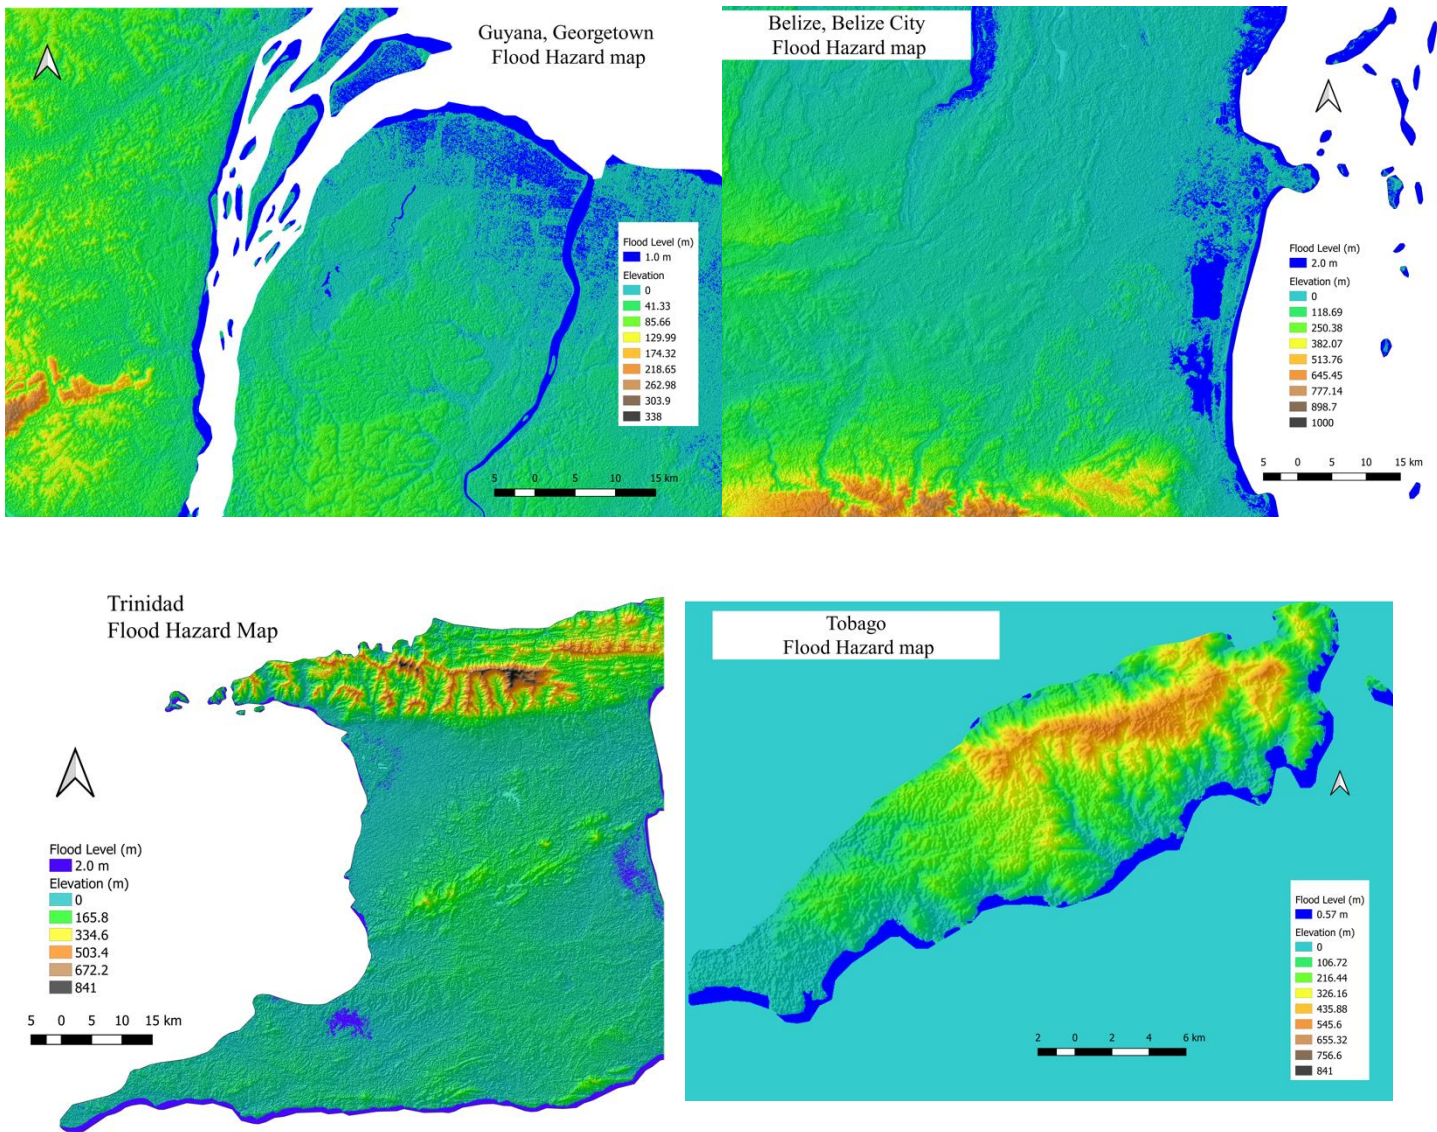 Guyana, Georgetown
Flood Hazard map
Flood Level (m)
1.0 m
Elevation
0
41.33
85.66
129.99
174.32
218.65
262.98
303.9
338
5 0 5 10 15 km
Belize, Belize City
Flood Hazard map
Flood Level (m)
2.0 m
Elevation (m)
0
118.69
250.38
382.07
513.76
645.45
777.14
898.7
1000
5 0 5 10 15 km
Trinidad
Flood Hazard Map
Flood Level (m)
2.0 m
Elevation (m)
0
165.8
334.6
503.4
672.2
841
5 0 5 10 15 km
Tobago
Flood Hazard map
Flood Level (m)
0.57 m
Elevation (m)
0
106.72
216.44
326.16
435.88
545.6
655.32
756.6
841
2 0 2 4 6 km